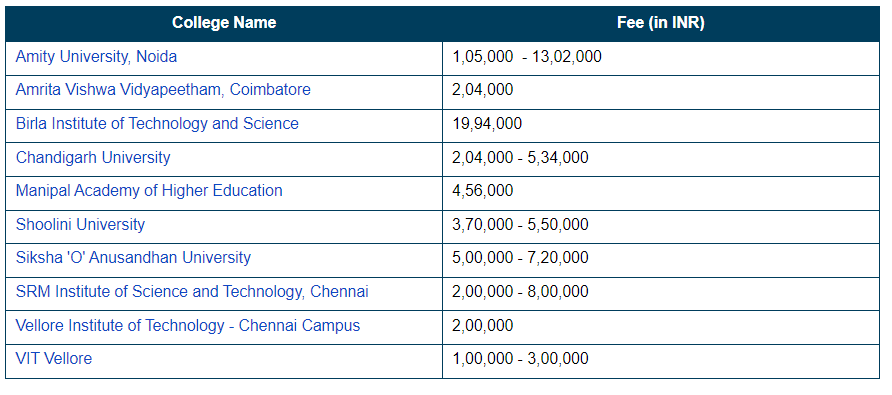 College Name Fee (in INR)
Amity University, Noida 1,05,000 - 13,02,000
Amrita Vishwa Vidyapeetham, Coimbatore 2,04,000
Birla Institute of Technology and Science 19,94,000
Chandigarh University 2,04,000 - 5,34,000
Manipal Academy of Higher Education 4,56,000
Shoolini University 3,70,000 - 5,50,000
Siksha 'O' Anusandhan University 5,00,000 - 7,20,000
SRM Institute of Science and Technology, Chennai 2,00,000 - 8,00,000
Vellore Institute of Technology - Chennai Campus 2,00,000
VIT Vellore 1,00,000 - 3,00,000